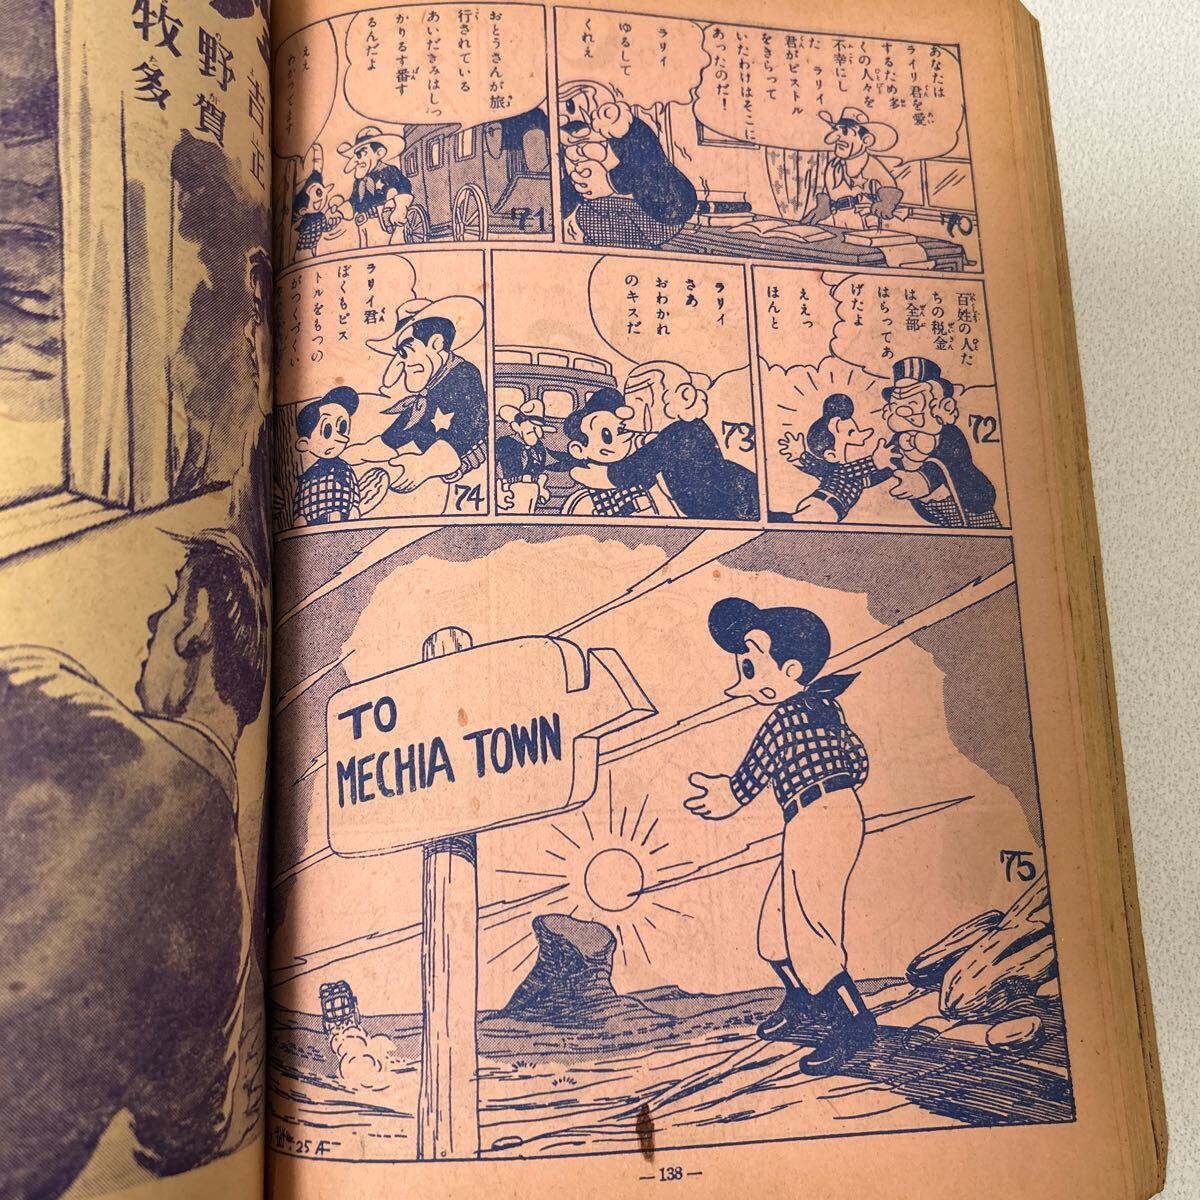 あなたは
ラリイ君を愛
するため多
くの人々を
不幸にし
た ラリイ
君がピストル
をきらって
いたわけはそこに
あったのだ!
ラリイ
ゆるして
くれえ
70
おとうさんが旅
行されている
あいだきみはしっ
かりるす番す
るんだよ
ええ
わかってます
71
百姓の人た
ちの税金
は全部
はらってあ
げたよ
ええっ
ほんと
72
ラリイ
さあ
おわかれ
のキスだ
73
ラリイ君
ぼくもピス
トルをもつの
74
TO
MECHIA TOWN
75
— 138 —
野賀
牧多